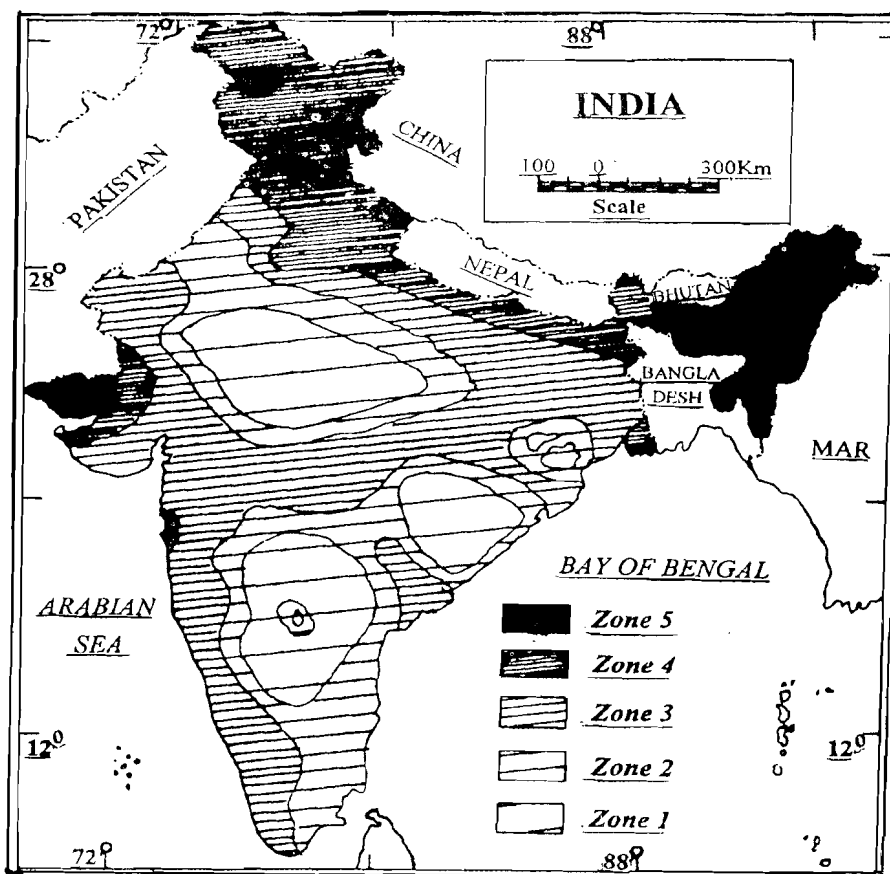 72°
88°
INDIA
100 0 300Km
Scale
CHINA
PAKISTAN
28°
NEPAL
BHUTAN
BANGLA
DESH
MAR
BAY OF BENGAL
ARABIAN
SEA
Zone 5
Zone 4
Zone 3
Zone 2
Zone 1
12°
12°
72°
88°